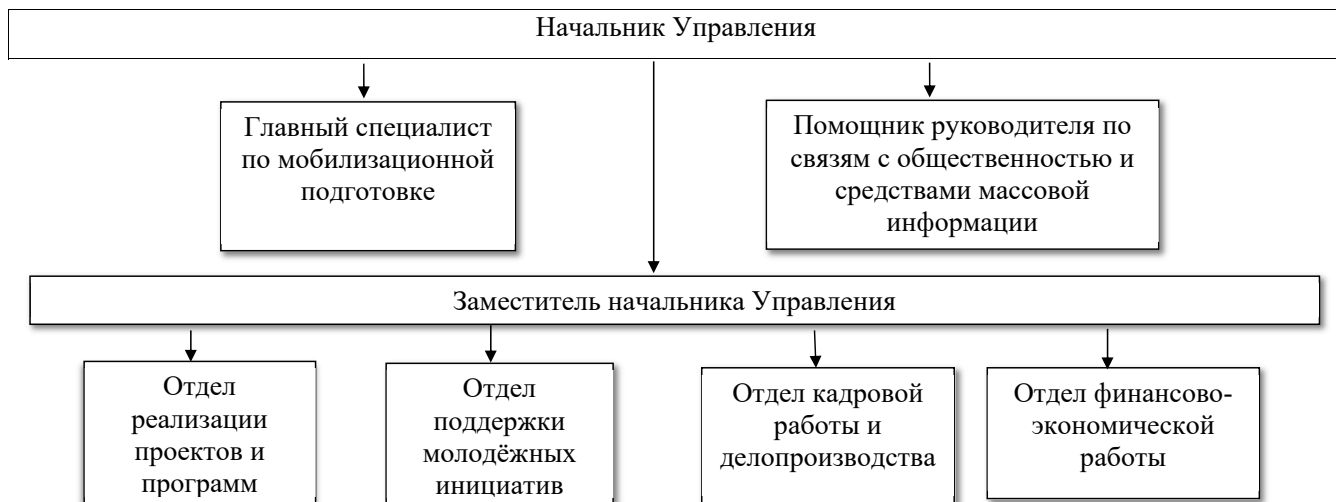 Начальник Управления
Главный специалист
по мобилизационной
подготовке
Помощник руководителя по
связям с общественностью и
средствами массовой
информации
Заместитель начальника Управления
Отдел
реализации
проектов и
программ
Отдел
поддержки
молодёжных
инициатив
Отдел кадровой
работы и
делопроизводства
Отдел финансово-
экономической
работы